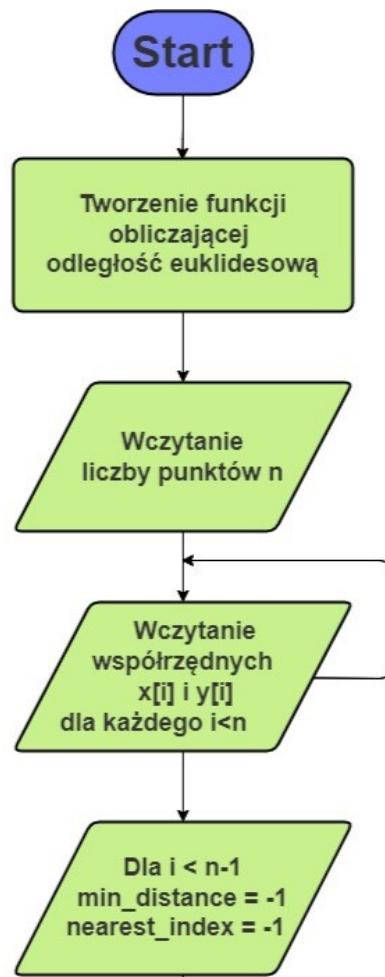 Start
Tworzenie funkcji
obliczającej
odległość euklidesową
Wczytanie
liczby punktów n
Wczytanie
współrzędnych
x[i] i y[i]
dla każdego i<n
Dla i < n-1
min_distance = -1
nearest_index = -1